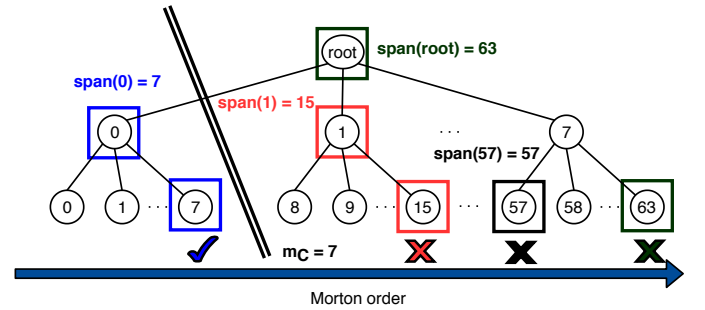 root
span(root) = 63
span(0) = 7
span(1) = 15
0
1
· · ·
7
span(57) = 57
0
1
· · ·
7
8
9
· · ·
15
· · ·
57
58
· · ·
63
m_C = 7
Morton order